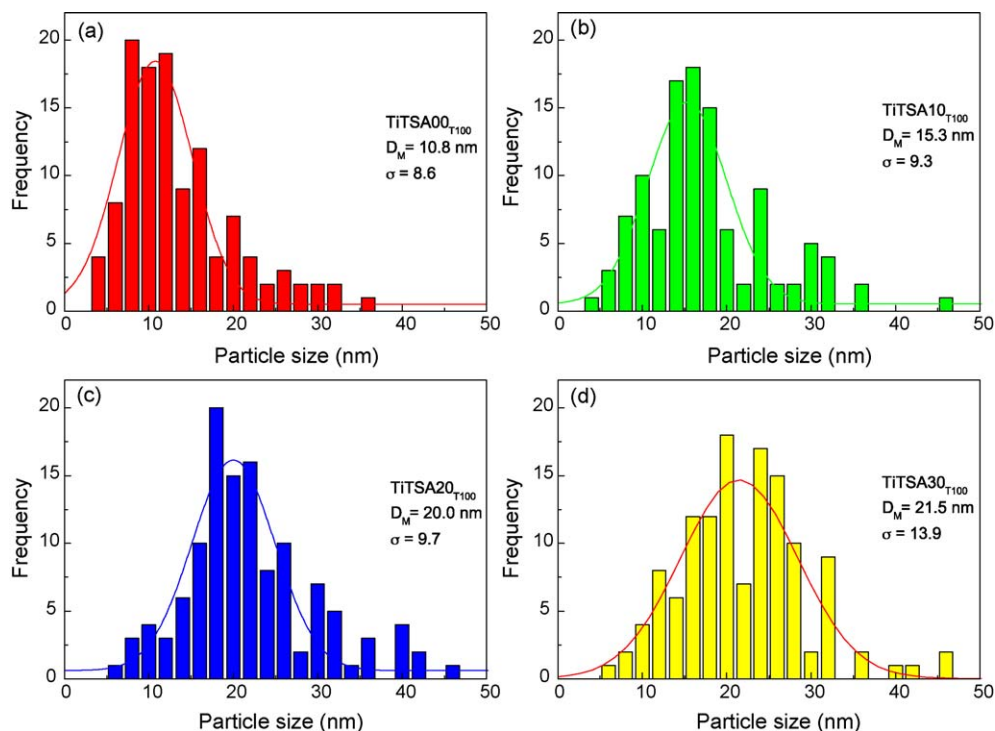 (a)
TiTSA00T100
DM= 10.8 nm
σ = 8.6
Frequency
20
15
10
5
0
0 10 20 30 40 50
Particle size (nm)
(b)
TiTSA10T100
DM= 15.3 nm
σ = 9.3
Frequency
20
15
10
5
0
0 10 20 30 40 50
Particle size (nm)
(c)
TiTSA20T100
DM= 20.0 nm
σ = 9.7
Frequency
20
15
10
5
0
0 10 20 30 40 50
Particle size (nm)
(d)
TiTSA30T100
DM= 21.5 nm
σ = 13.9
Frequency
20
15
10
5
0
0 10 20 30 40 50
Particle size (nm)